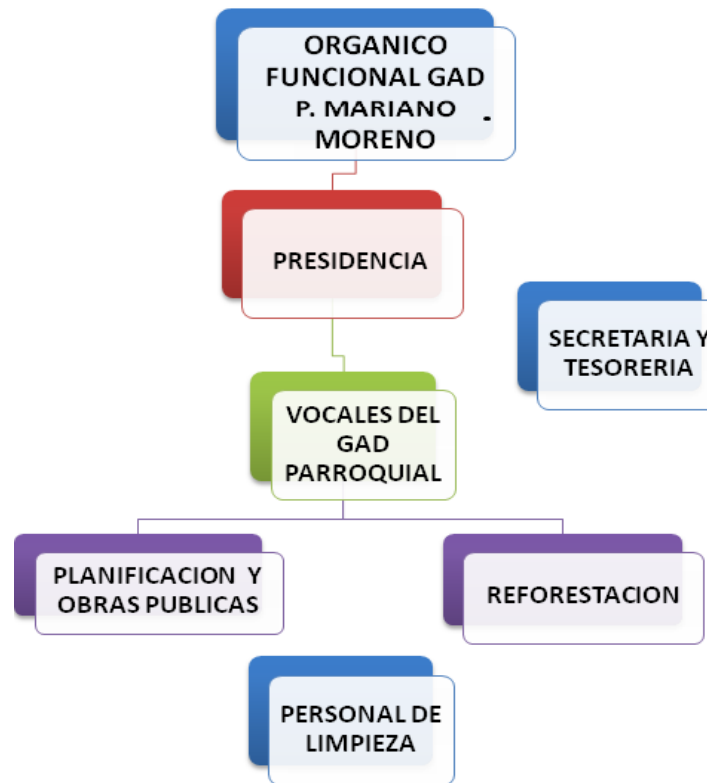 ORGANICO
FUNCIONAL GAD
P. MARIANO .
MORENO
PRESIDENCIA
SECRETARIA Y
TESORERIA
VOCALES DEL
GAD
PARROQUIAL
PLANIFICACION Y
OBRAS PUBLICAS
REFORESTACION
PERSONAL DE
LIMPIEZA